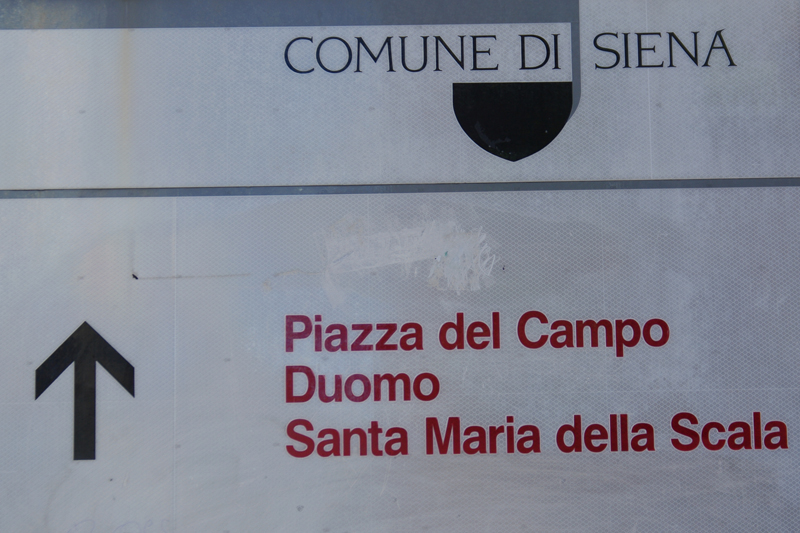 COMUNE DI SIENA
Piazza del Campo
Duomo
Santa Maria della Scala